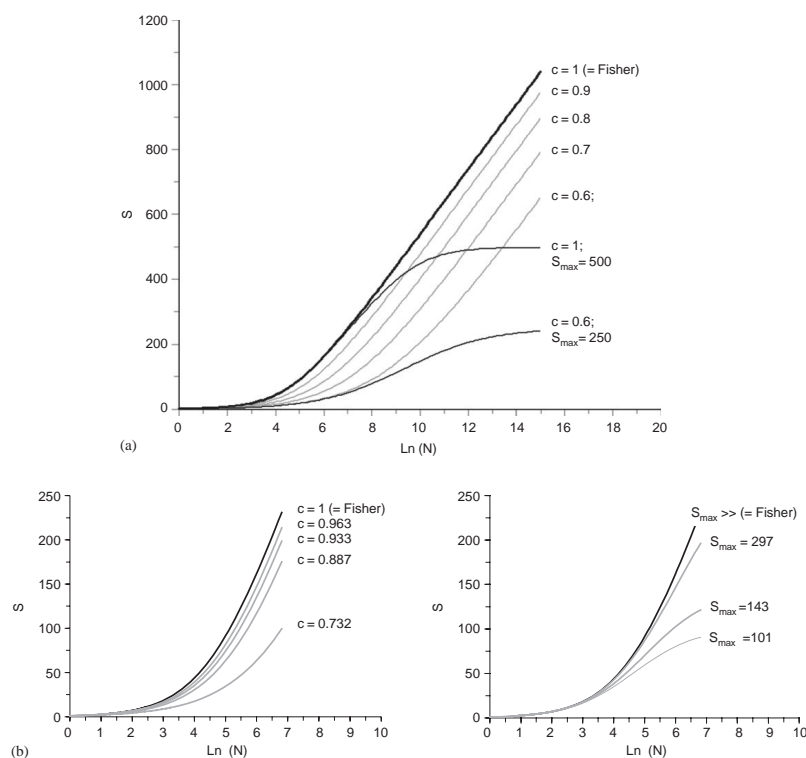 1200
1000
800
600
400
200
0
S
0 2 4 6 8 10 12 14 16 18 20
Ln (N)
c = 1 (= Fisher)
c = 0.9
c = 0.8
c = 0.7
c = 0.6;
c = 1;
Smax= 500
c = 0.6;
Smax= 250
(a)
250
200
150
100
50
0
S
0 1 2 3 4 5 6 7 8 9 10
Ln (N)
c = 1 (= Fisher)
c = 0.963
c = 0.933
c = 0.887
c = 0.732
(b)
250
200
150
100
50
0
S
0 1 2 3 4 5 6 7 8 9 10
Ln (N)
Smax >> (= Fisher)
Smax = 297
Smax =143
Smax =101